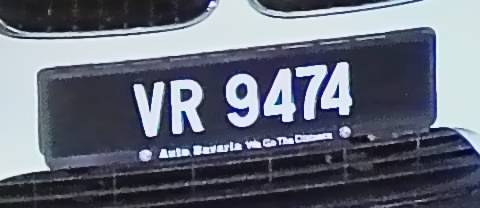 VR 9474
Auto Bavaria We Go The Distance